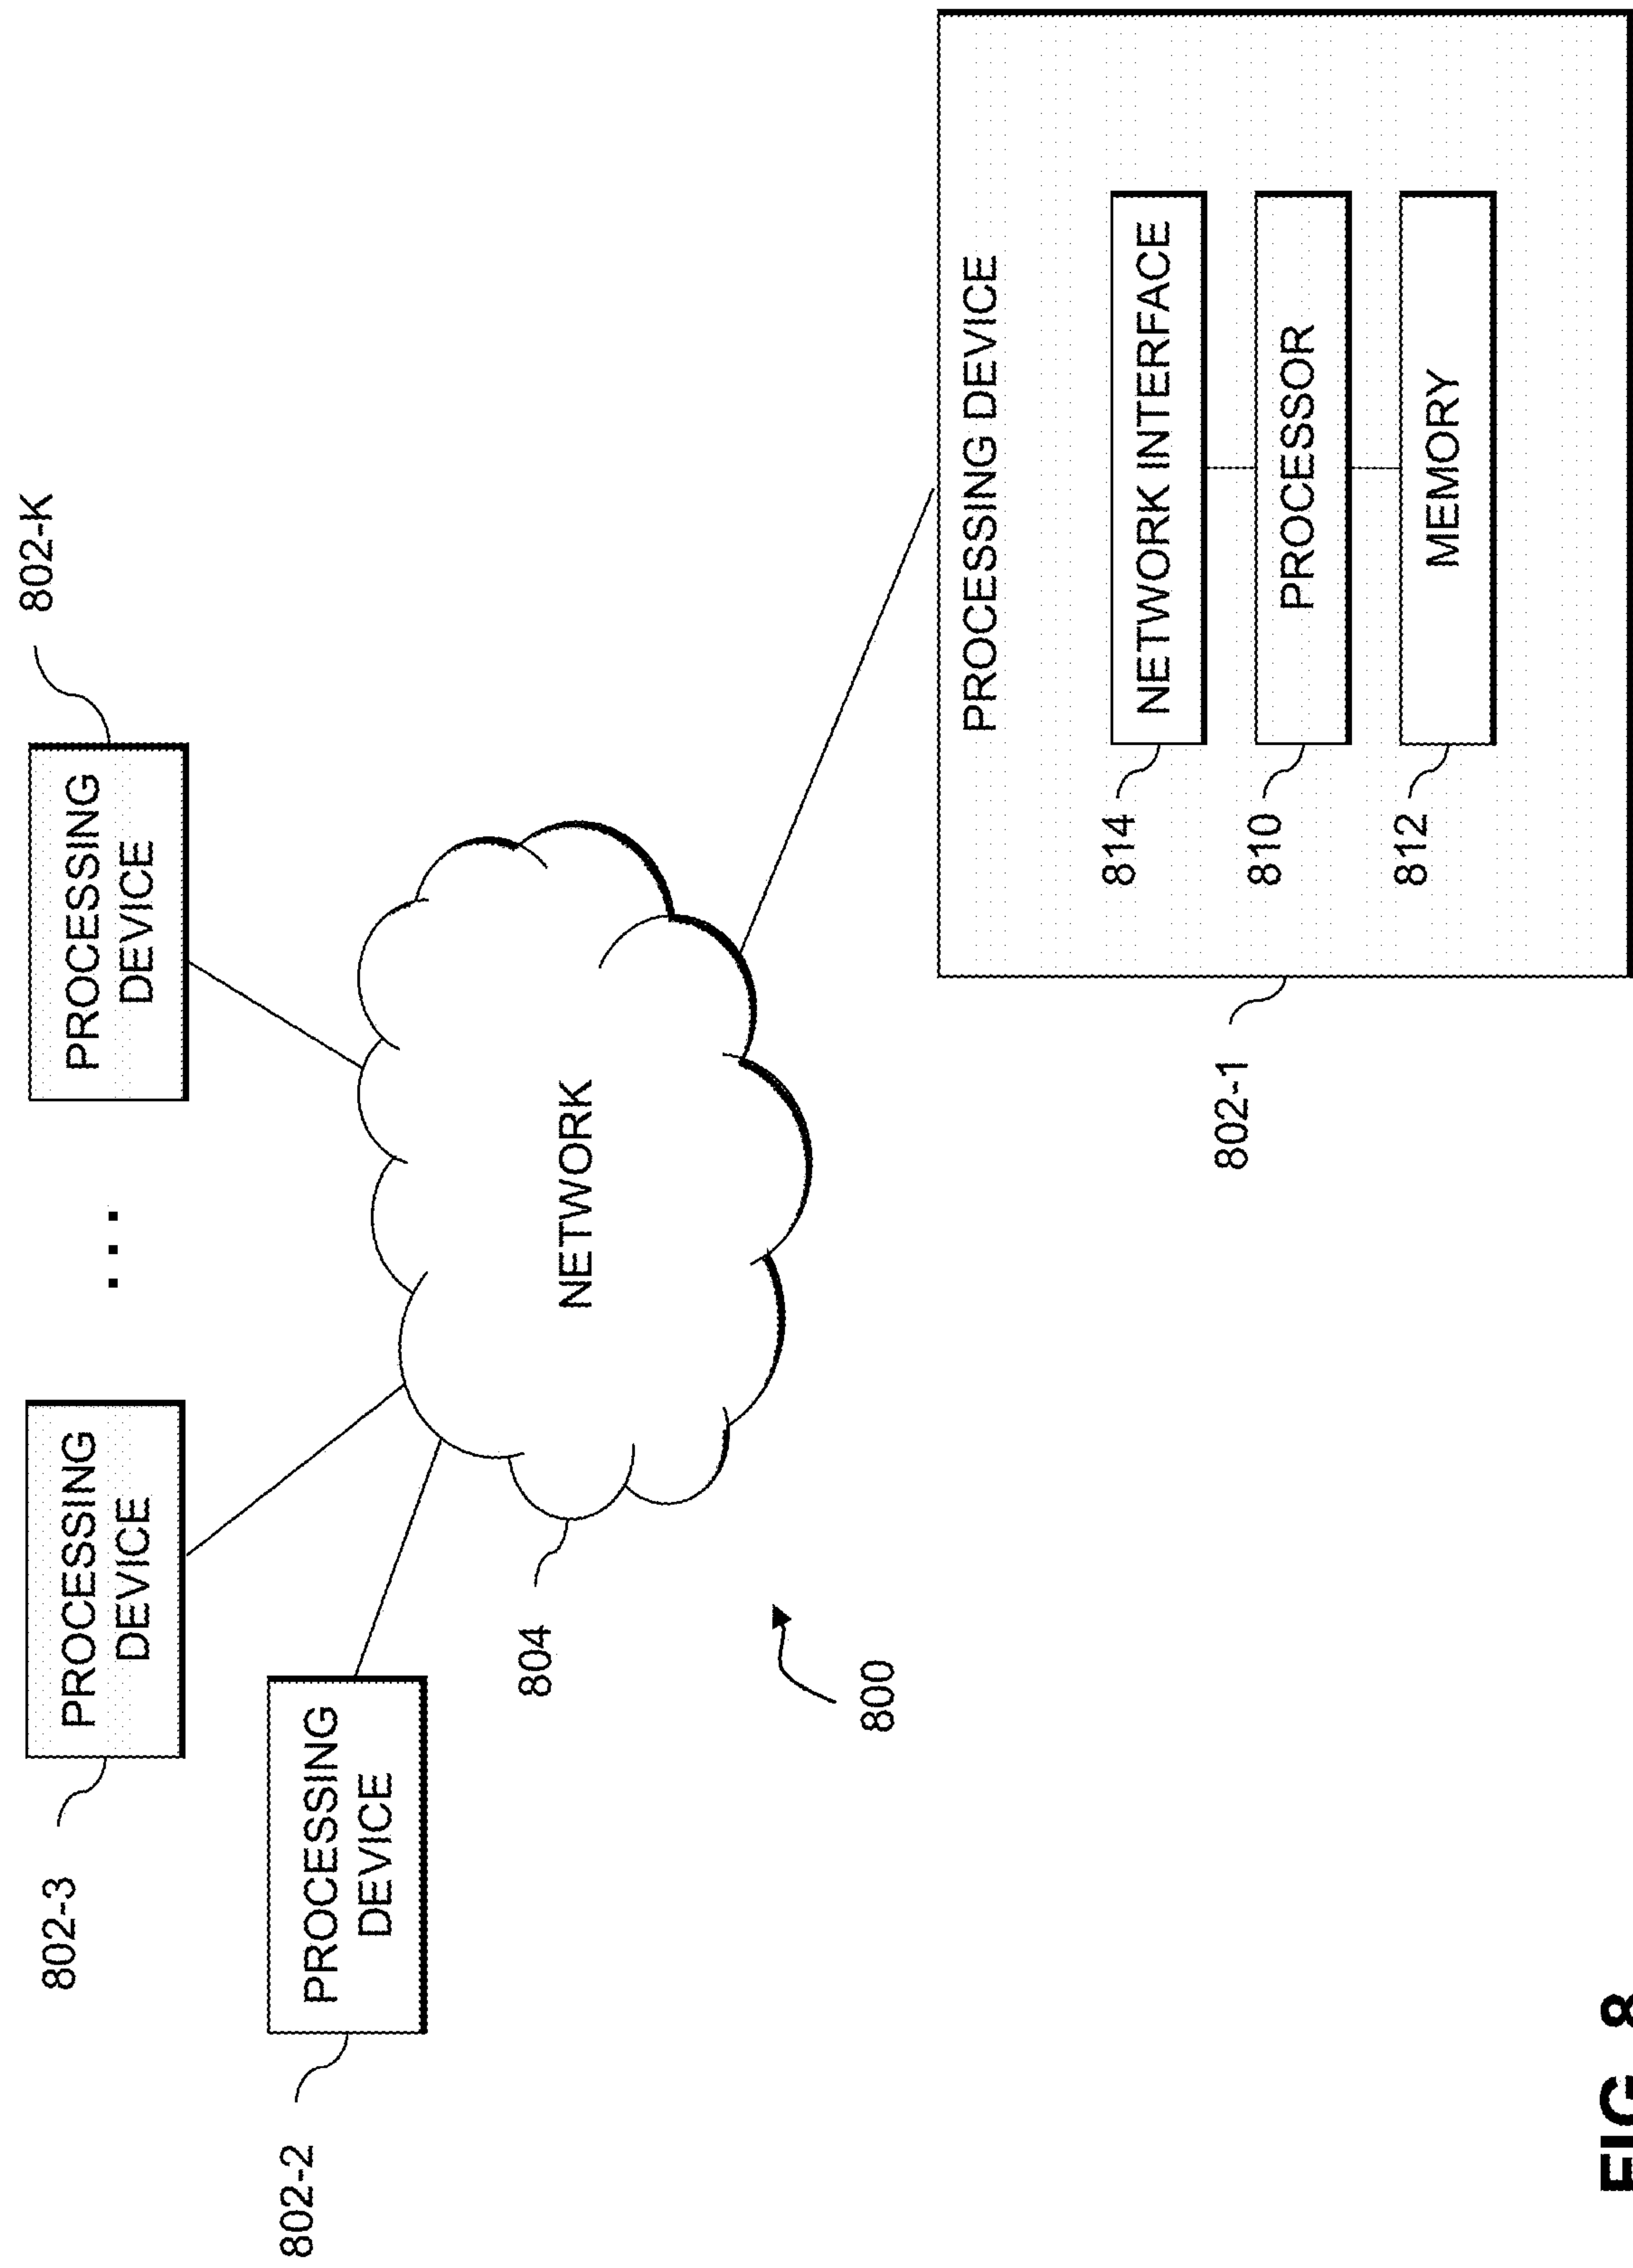 802-2
PROCESSING
DEVICE
802-3
PROCESSING
DEVICE
...
PROCESSING
DEVICE
802-K
804
NETWORK
800
802-1
PROCESSING DEVICE
814
NETWORK INTERFACE
810
PROCESSOR
812
MEMORY
FIG. 8